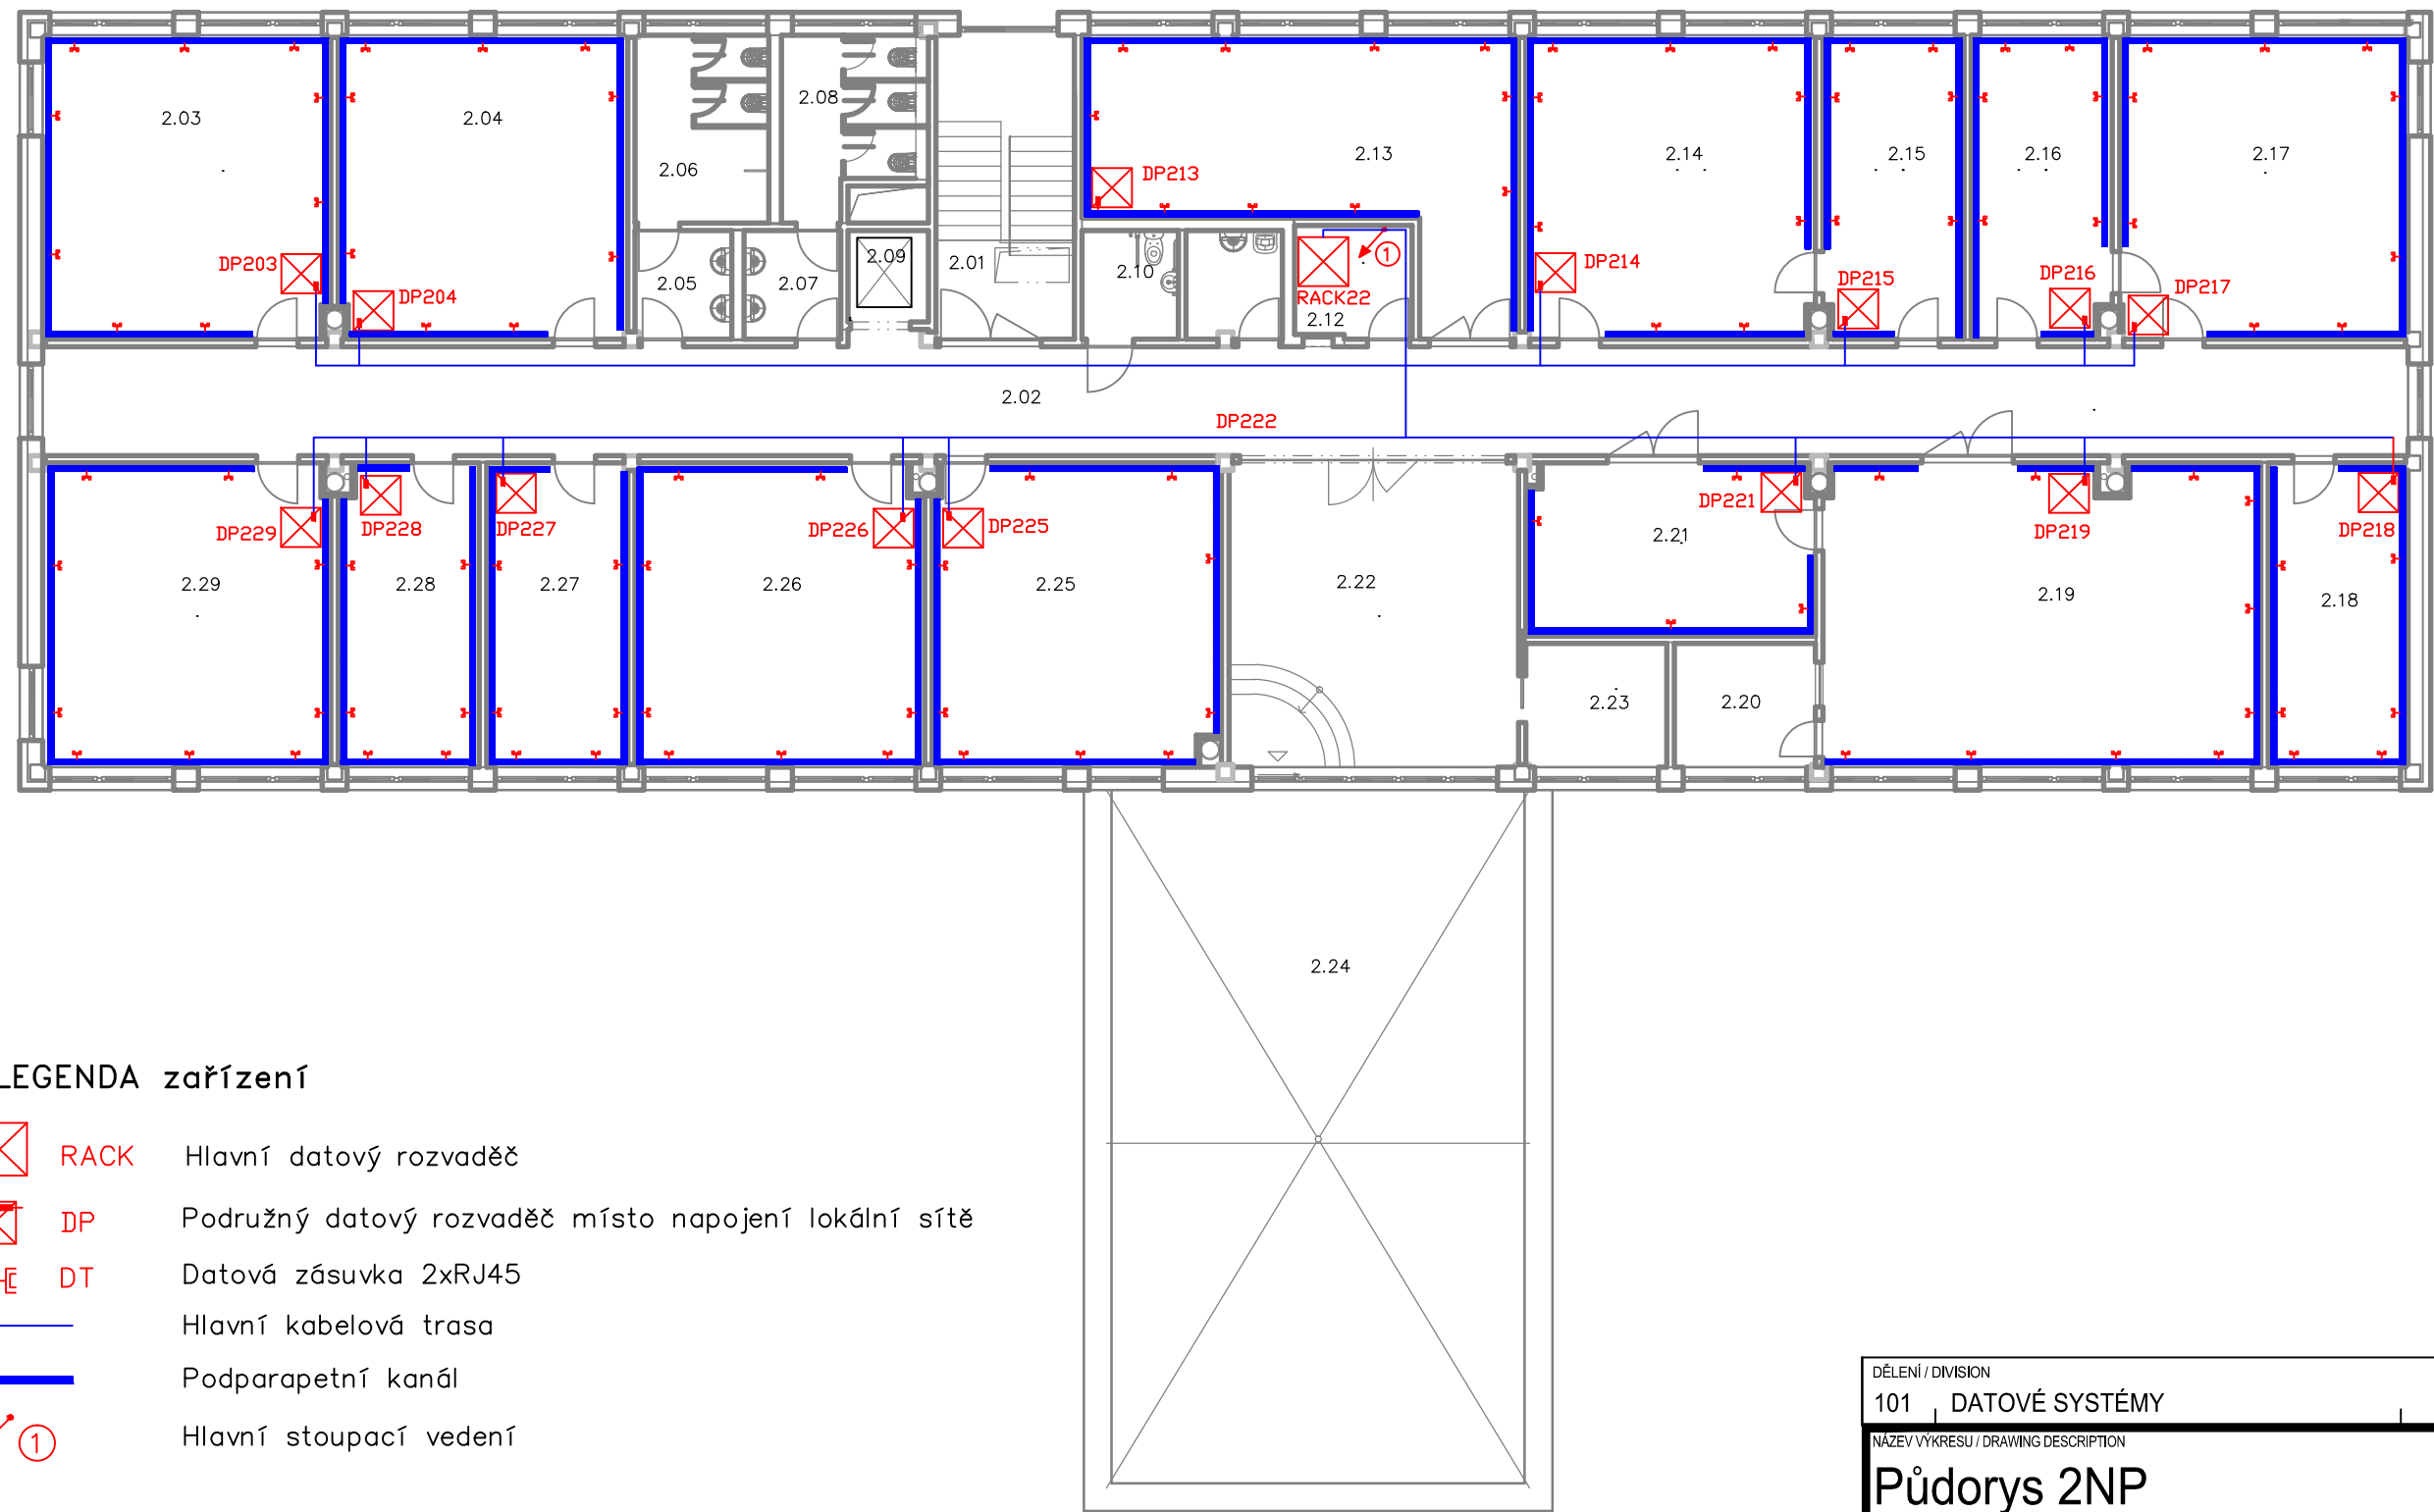 2.03
2.04
2.06
2.08
2.13
2.14
2.15
2.16
2.17
DP213
DP203
DP204
2.05
2.07
2.09
2.01
2.10
1
RACK22
2.12
DP214
DP215
DP216
DP217
2.02
DP222
DP229
DP228
DP227
DP226
DP225
DP221
DP219
DP218
2.29
2.28
2.27
2.26
2.25
2.22
2.21
2.19
2.18
2.23
2.20
2.24
LEGENDA zařízení
RACK Hlavní datový rozvaděč
DP Podružný datový rozvaděč místo napojení lokální sítě
DT Datová zásuvka 2xRJ45
Hlavní kabelová trasa
Podparapetní kanál
1 Hlavní stoupací vedení
DĚLENÍ / DIVISION
101 DATOVÉ SYSTÉMY
NÁZEV VÝKRESU / DRAWING DESCRIPTION
Půdorys 2NP